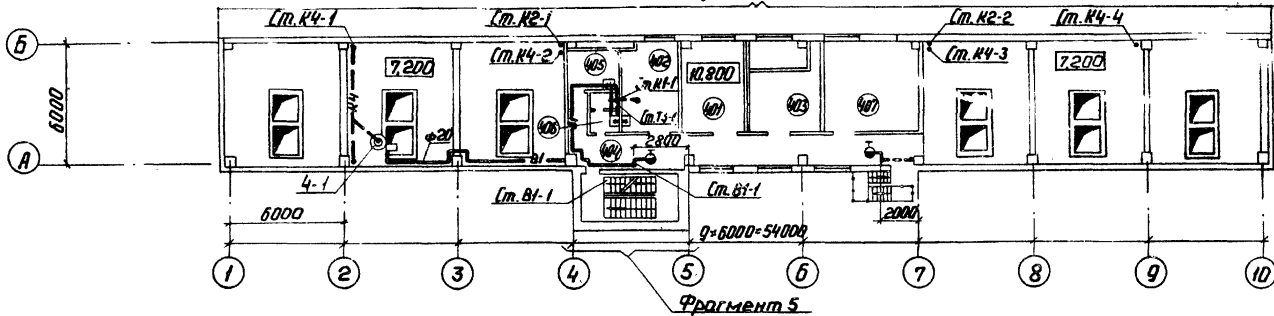 Ст. К4-1
Ст. К2-1
Ст. К2-2
Ст. К4-4
Б
Ст. К4-2
Ст. К4-3
7.200
405
402
10.800
7.200
К4
Ст. К1-1
6000
401
403
407
Ст. Т3-1
406
ф20
2800
А
404
В1
4-1
Ст. В1-1
Ст. В1-1
6000
2000
9×6000=54000
1
2
3
4
5
6
7
8
9
10
Фрагмент 5